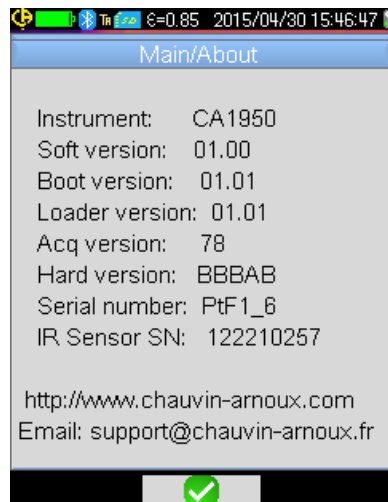 ε=0.85 2015/04/30 15:46:47
Main/About
Instrument: CA1950
Soft version: 01.00
Boot version: 01.01
Loader version: 01.01
Acq version: 78
Hard version: BBBAB
Serial number: PtF1_6
IR Sensor SN: 122210257
http://www.chauvin-arnoux.com
Email: support@chauvin-arnoux.fr